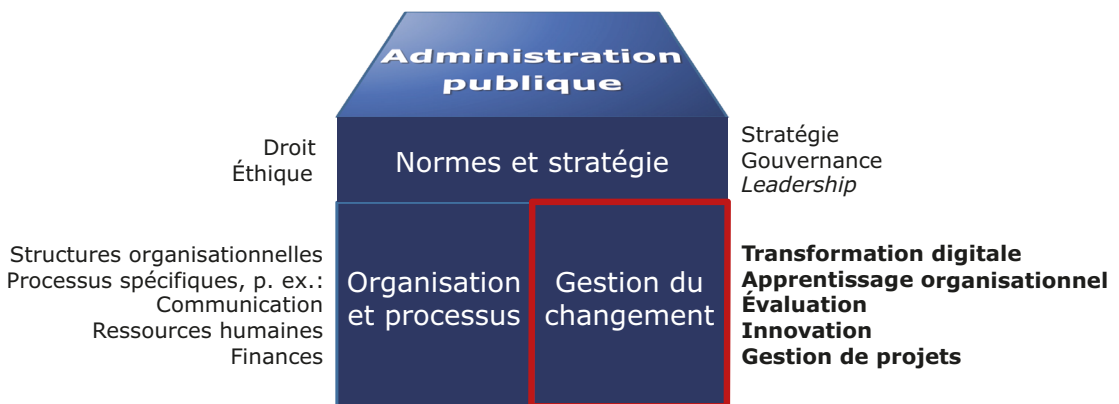 Administration
publique
Droit
Éthique
Normes et stratégie
Stratégie
Gouvernance
Leadership
Structures organisationnelles
Processus spécifiques, p. ex.:
Communication
Ressources humaines
Finances
Organisation
et processus
Gestion du
changement
Transformation digitale
Apprentissage organisationnel
Évaluation
Innovation
Gestion de projets